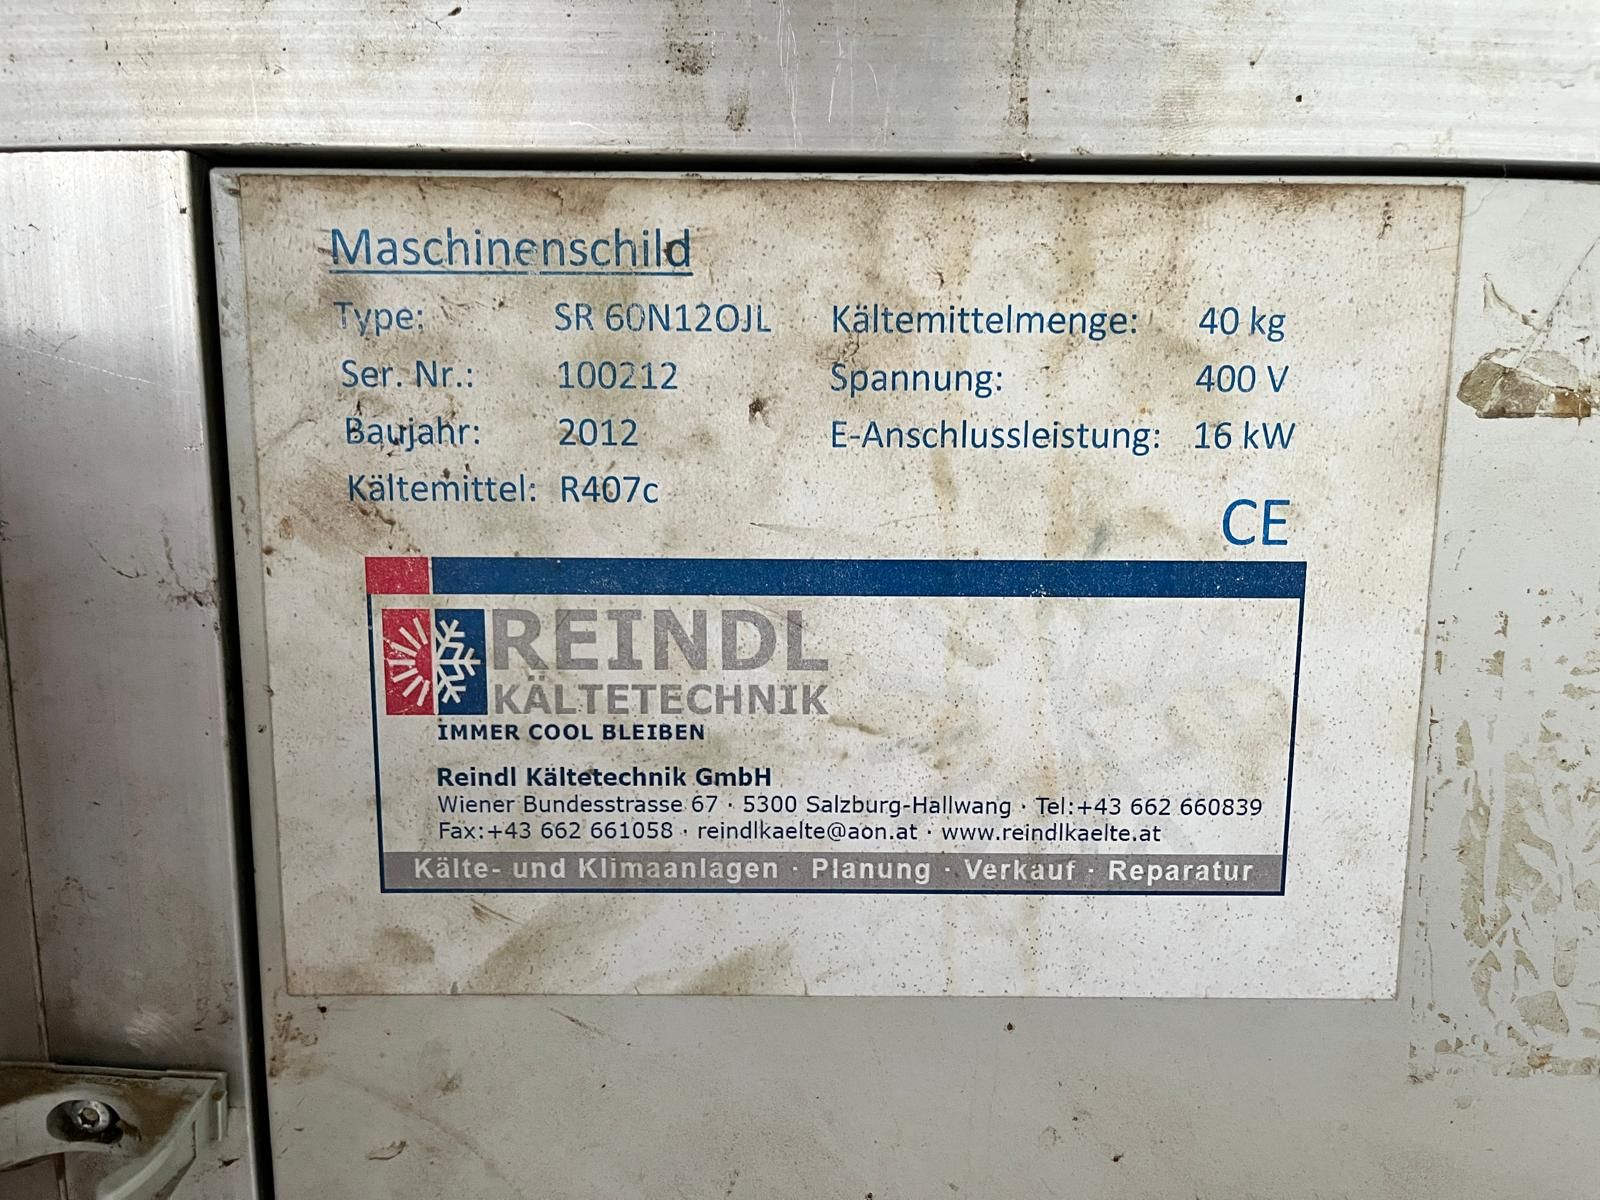 Maschinenschild
Type: SR 60N12OJL Kältemittelmenge: 40 kg
Ser. Nr.: 100212 Spannung: 400 V
Baujahr: 2012 E-Anschlussleistung: 16 kW
Kältemittel: R407c
CE
REINDL
KÄLTETECHNIK
IMMER COOL BLEIBEN
Reindl Kältetechnik GmbH
Wiener Bundesstrasse 67 · 5300 Salzburg-Hallwang · Tel:+43 662 660839
Fax:+43 662 661058 · reindlkaelte@aon.at · www.reindlkaelte.at
Kälte- und Klimaanlagen · Planung · Verkauf · Reparatur